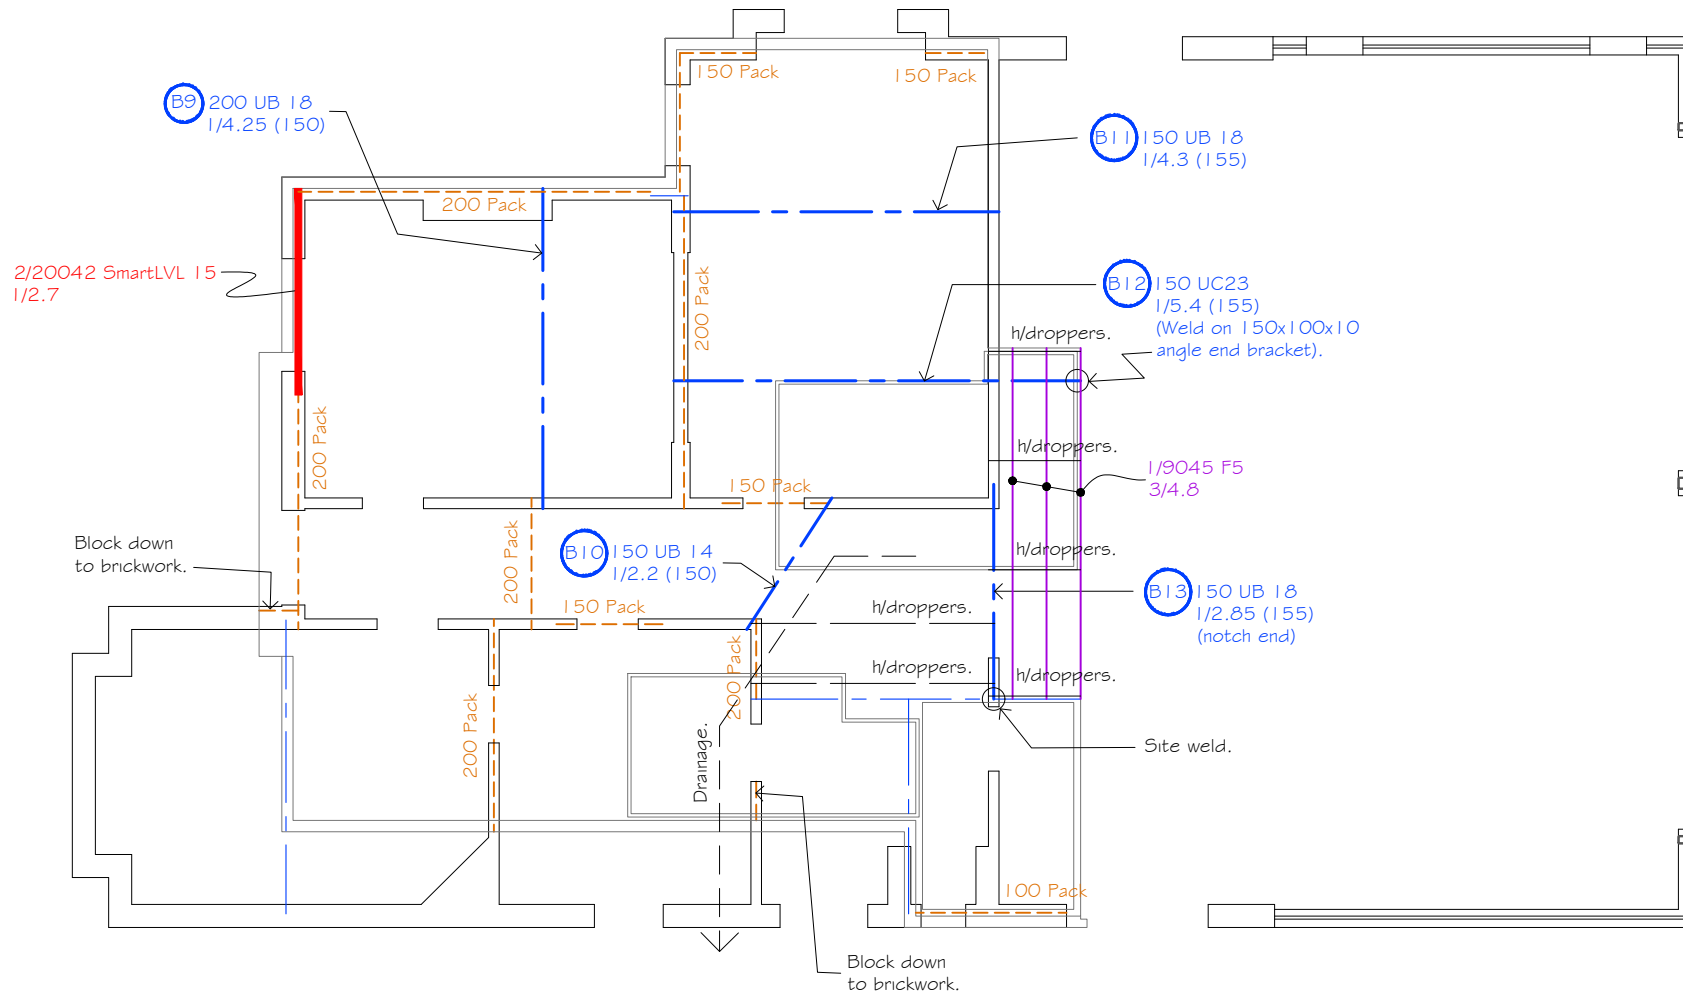 150 Pack
150 Pack
B9 200 UB 18
1/4.25 (150)
B11 150 UB 18
1/4.3 (155)
200 Pack
2/20042 SmartLVL 15
1/2.7
200 Pack
B12 150 UC23
1/5.4 (155)
(Weld on 150x100x10
angle end bracket).
h/droppers.
200 Pack
h/droppers.
1/9045 F5
3/4.8
150 Pack
Block down
to brickwork.
200 Pack
B10 150 UB 14
1/2.2 (150)
h/droppers.
B13 150 UB 18
1/2.85 (155)
(notch end)
150 Pack
h/droppers.
200 Pack
h/droppers.
h/droppers.
200 Pack
Drainage.
Site weld.
100 Pack
Block down
to brickwork.